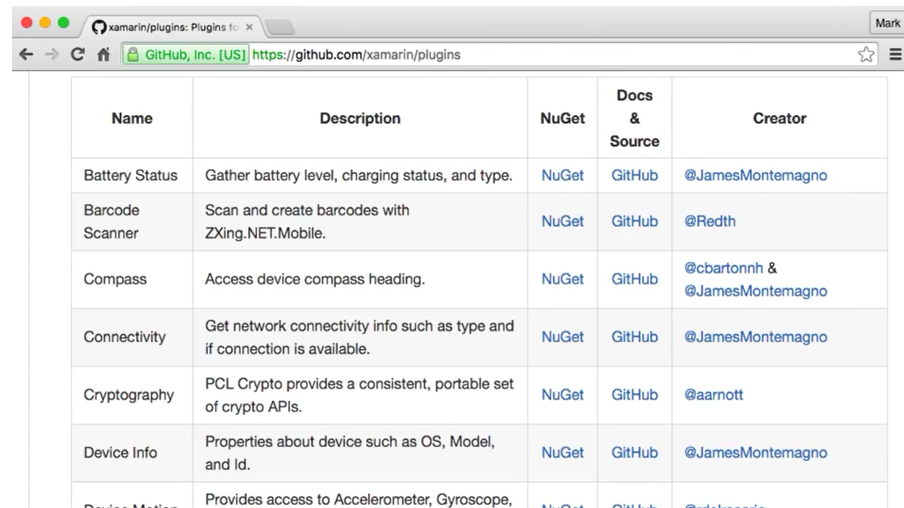 xamarin/plugins: Plugins fo
Mark
GitHub, Inc. [US] https://github.com/xamarin/plugins
Name Description NuGet Docs & Source Creator
Battery Status Gather battery level, charging status, and type. NuGet GitHub @JamesMontemagno
Barcode Scanner Scan and create barcodes with ZXing.NET.Mobile. NuGet GitHub @Redth
Compass Access device compass heading. NuGet GitHub @cbartonnh & @JamesMontemagno
Connectivity Get network connectivity info such as type and if connection is available. NuGet GitHub @JamesMontemagno
Cryptography PCL Crypto provides a consistent, portable set of crypto APIs. NuGet GitHub @aarnott
Device Info Properties about device such as OS, Model, and Id. NuGet GitHub @JamesMontemagno
Device Motion Provides access to Accelerometer, Gyroscope, NuGet GitHub